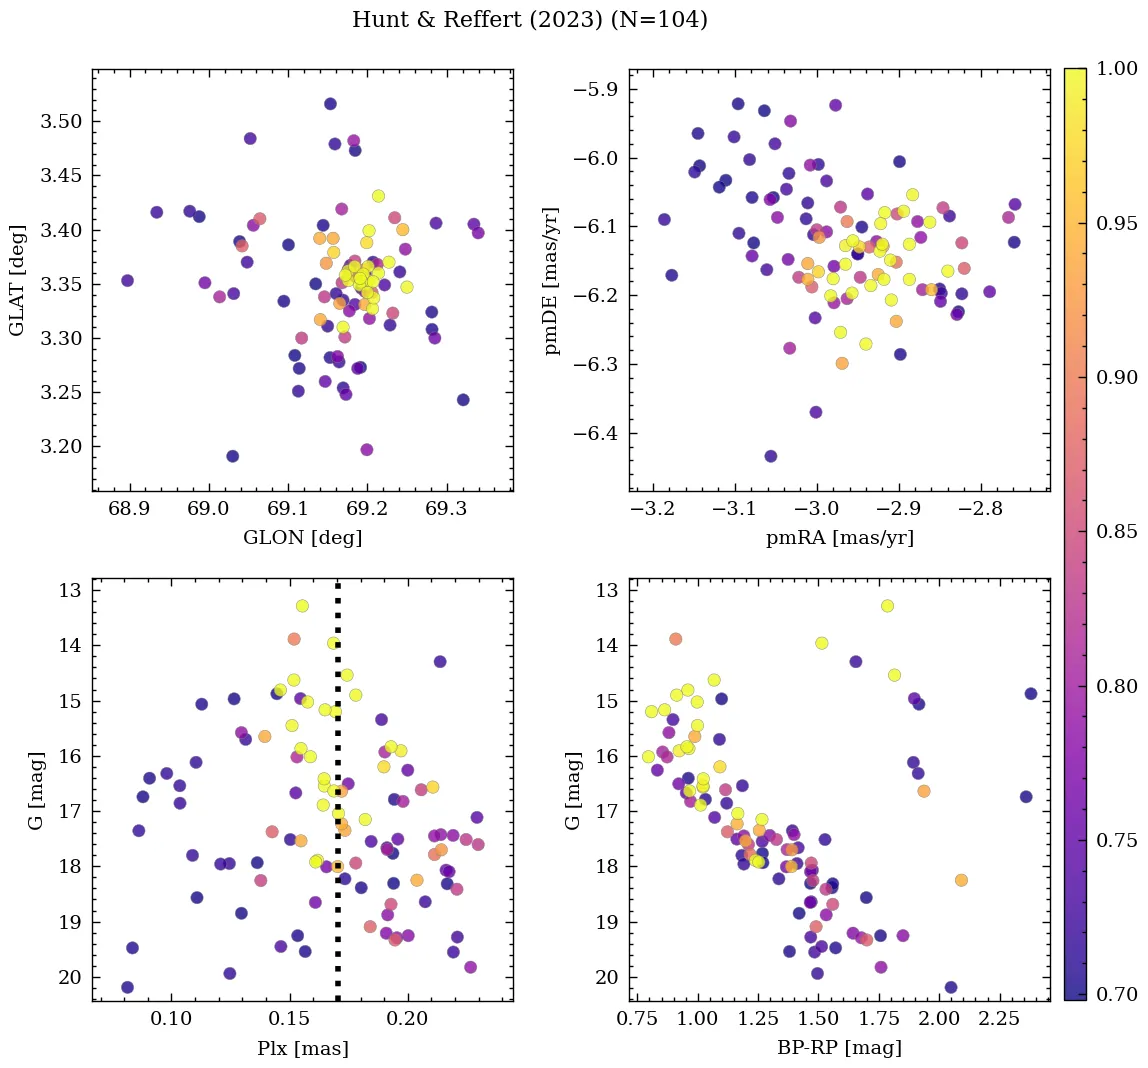 Hunt & Reffert (2023) (N=104)
3.50
3.45
3.40
3.35
3.30
3.25
3.20
GLAT [deg]
68.9 69.0 69.1 69.2 69.3
GLON [deg]
−5.9
−6.0
−6.1
−6.2
−6.3
−6.4
pmDE [mas/yr]
−3.2 −3.1 −3.0 −2.9 −2.8
pmRA [mas/yr]
1.00
0.95
0.90
0.85
0.80
0.75
0.70
13
14
15
16
17
18
19
20
G [mag]
0.10 0.15 0.20
Plx [mas]
13
14
15
16
17
18
19
20
G [mag]
0.75 1.00 1.25 1.50 1.75 2.00 2.25
BP-RP [mag]